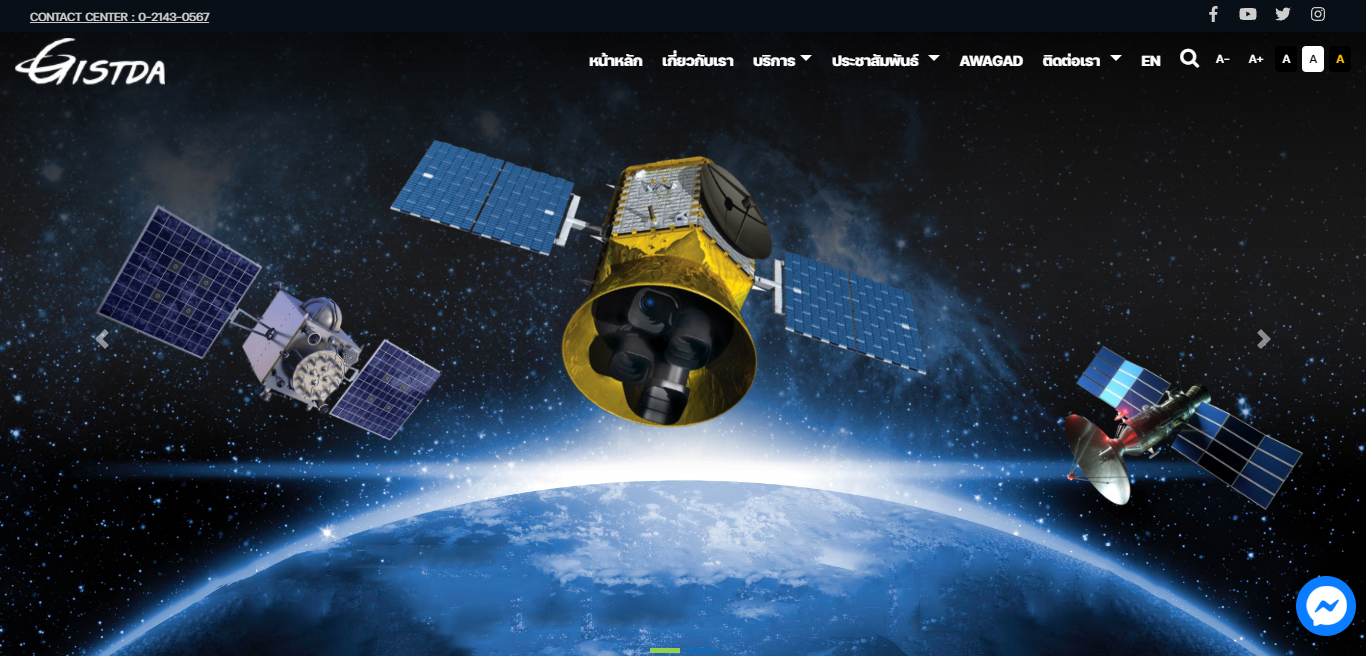 CONTACT CENTER : 0-2143-0567
GISTDA
หน้าหลัก เกี่ยวกับเรา บริการ ประชาสัมพันธ์ AWAGAD ติดต่อเรา EN A- A+ A A A